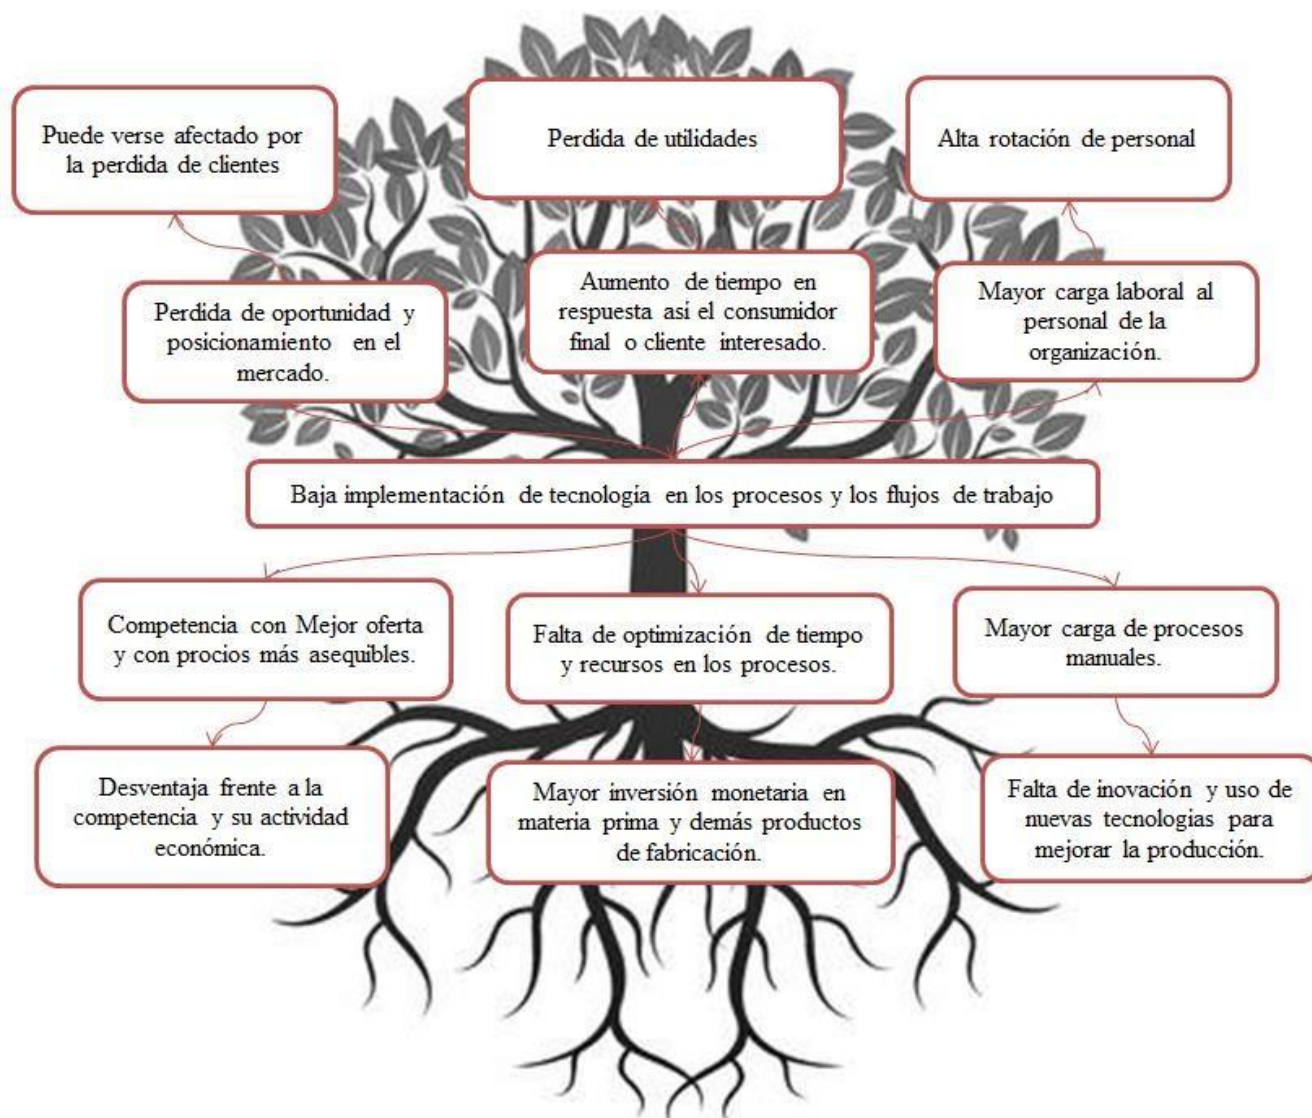 Puede verse afectado por
la perdida de clientes
Perdida de utilidades
Alta rotación de personal
Perdida de oportunidad y
posicionamiento en el
mercado.
Aumento de tiempo en
respuesta así el consumidor
final o cliente interesado.
Mayor carga laboral al
personal de la
organización.
Baja implementación de tecnología en los procesos y los flujos de trabajo
Competencia con Mejor oferta
y con procios más asequibles.
Falta de optimización de tiempo
y recursos en los procesos.
Mayor carga de procesos
manuales.
Desventaja frente a la
competencia y su actividad
económica.
Mayor inversión monetaria en
materia prima y demás productos
de fabricación.
Falta de inovación y uso de
nuevas tecnologías para
mejorar la producción.